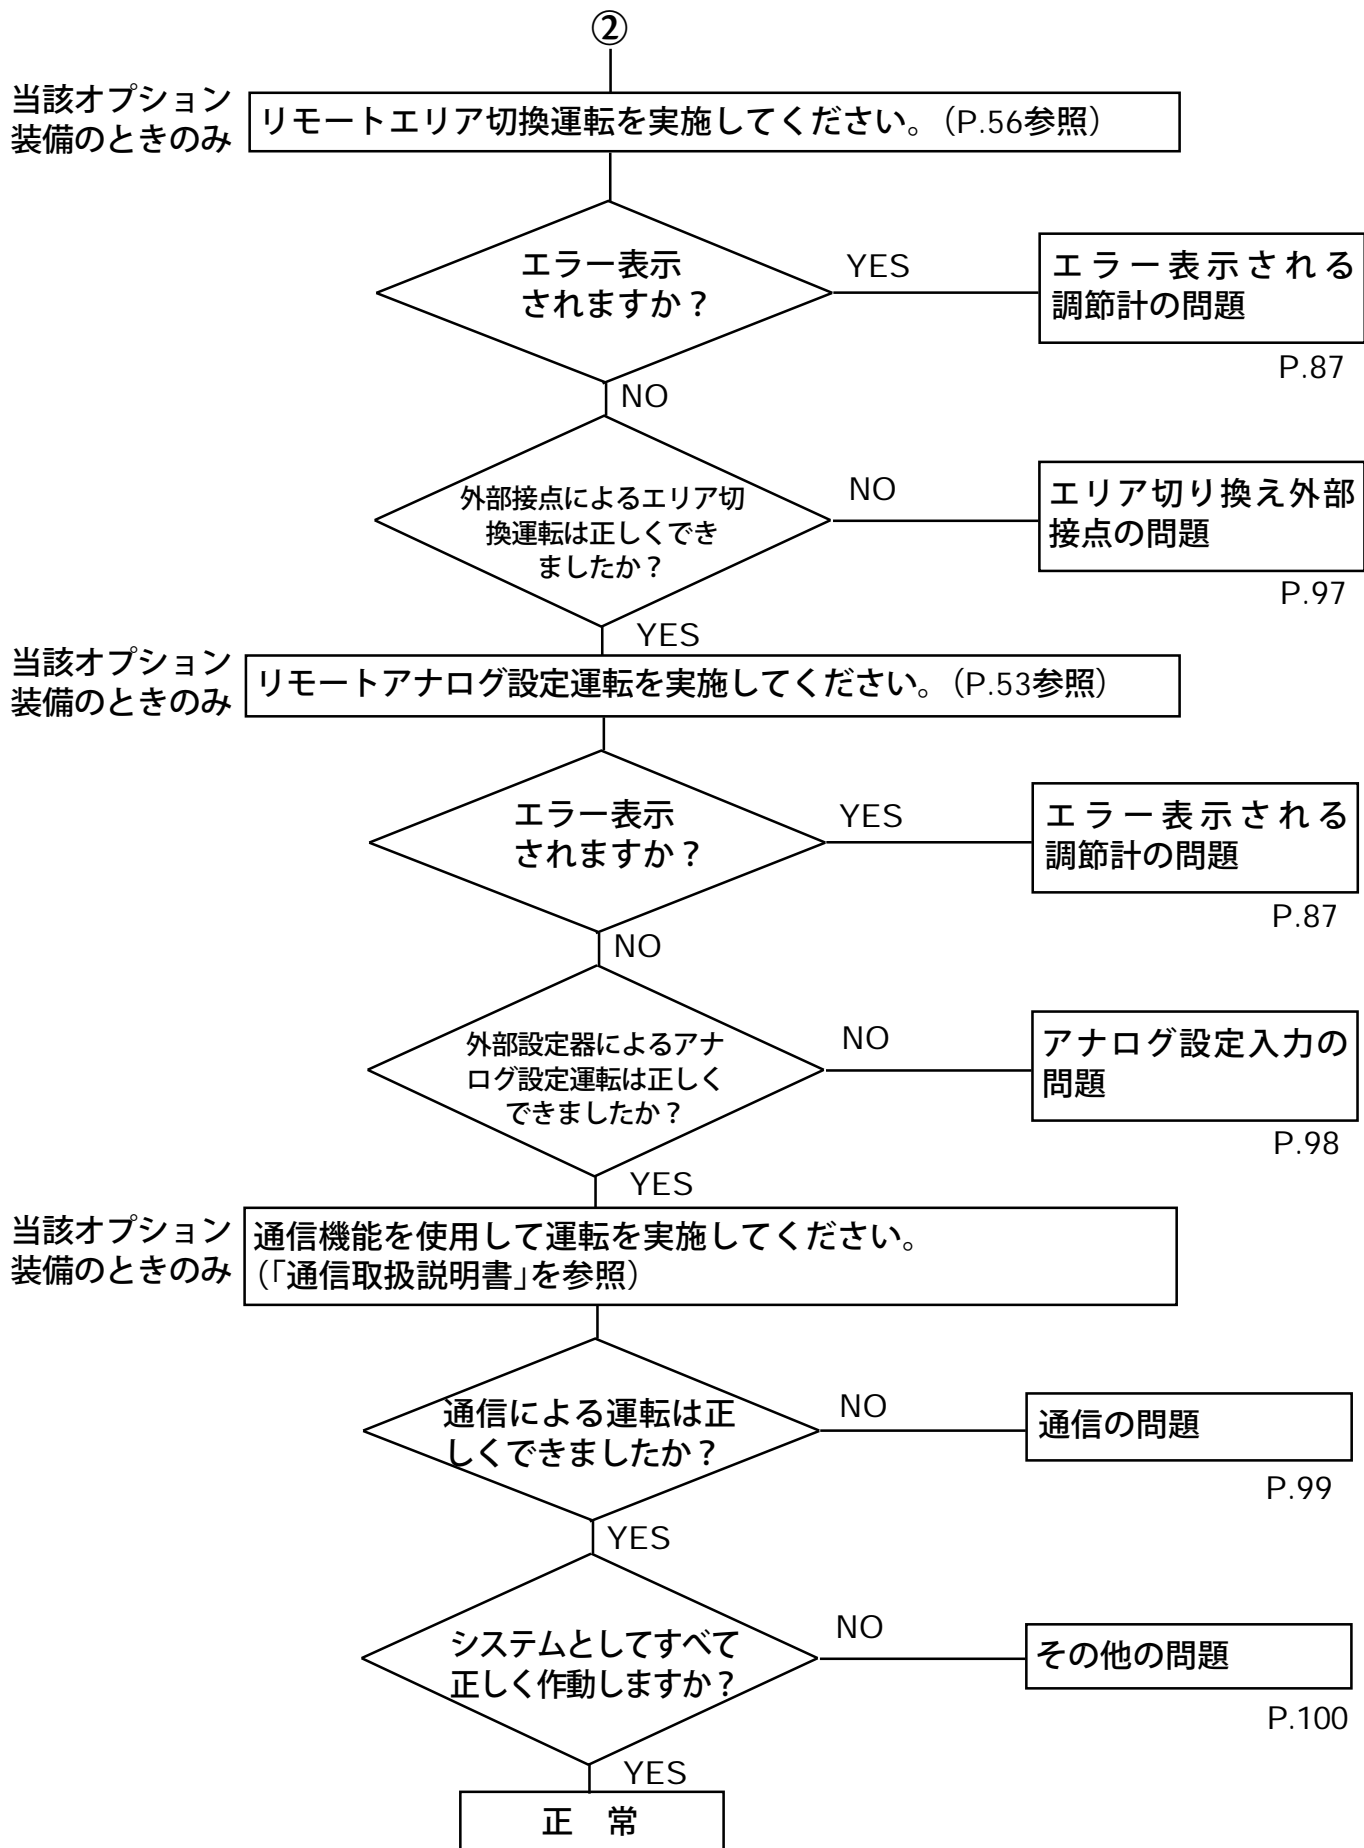 ②
当該オプション
装備のときのみ
リモートエリア切換運転を実施してください。（P.56参照）
エラー表示
されますか？
YES
エラー表示される
調節計の問題
P.87
NO
外部接点によるエリア切
換運転は正しくでき
ましたか？
NO
エリア切り換え外部
接点の問題
P.97
YES
当該オプション
装備のときのみ
リモートアナログ設定運転を実施してください。（P.53参照）
エラー表示
されますか？
YES
エラー表示される
調節計の問題
P.87
NO
外部設定器によるアナ
ログ設定運転は正しく
できましたか？
NO
アナログ設定入力の
問題
P.98
YES
当該オプション
装備のときのみ
通信機能を使用して運転を実施してください。
（「通信取扱説明書」を参照）
通信による運転は正
しくできましたか？
NO
通信の問題
P.99
YES
システムとしてすべて
正しく作動しますか？
NO
その他の問題
P.100
YES
正　常